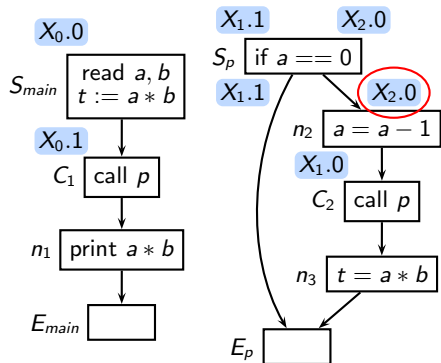 X₀.0
S_main
read a, b
t := a * b
X₀.1
C₁
call p
n₁
print a * b
E_main
X₁.1
X₂.0
S_p
if a == 0
X₁.1
X₂.0
n₂
a = a − 1
X₁.0
C₂
call p
n₃
t = a * b
E_p